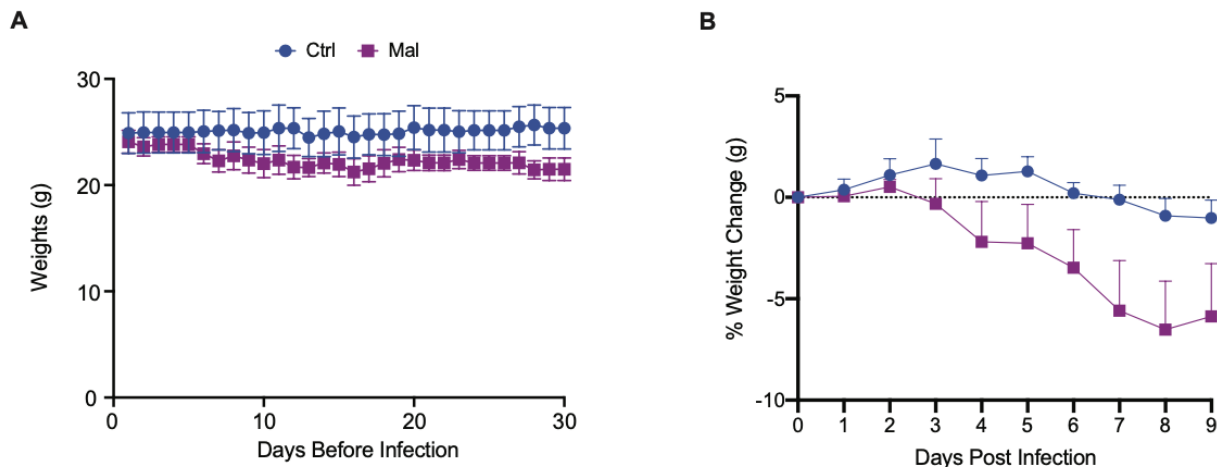 A
Ctrl Mal
30
20
10
0
Weights (g)
0 10 20 30
Days Before Infection
B
5
0
-5
-10
% Weight Change (g)
0 1 2 3 4 5 6 7 8 9
Days Post Infection